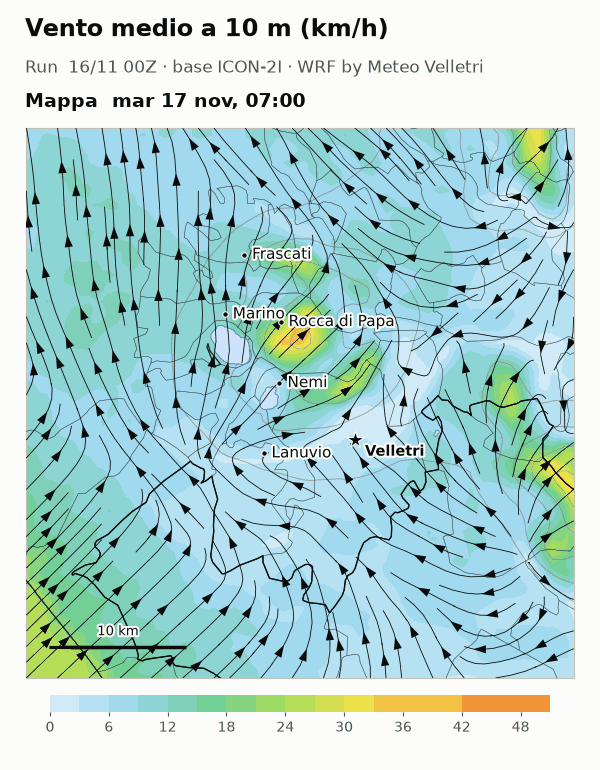 Vento medio a 10 m (km/h)
Run 16/11 00Z · base ICON-2I · WRF by Meteo Velletri
Mappa mar 17 nov, 07:00
Frascati
Marino
Rocca di Papa
Nemi
Velletri
Lanuvio
10 km
0 6 12 18 24 30 36 42 48